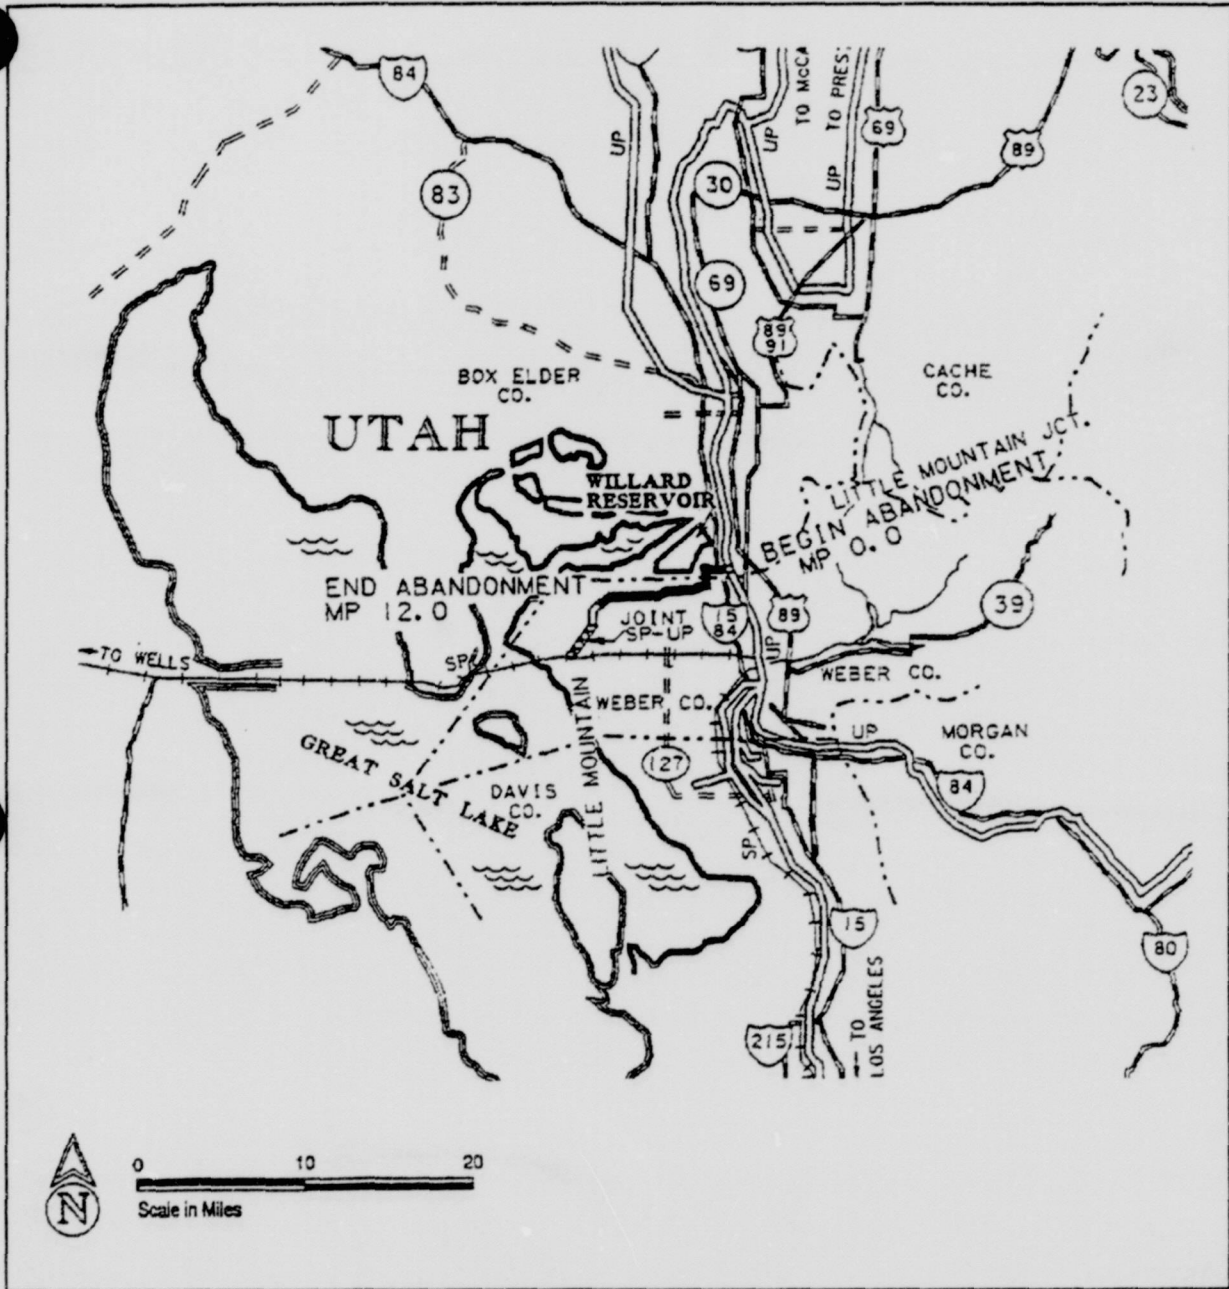 84
UP
UP
TO McCA
TO PRES
UP
69
89
23
83
30
69
89
91
BOX ELDER
CO.
CACHE
CO.
UTAH
WILLARD
RESERVOIR
LITTLE MOUNTAIN JCT.
BEGIN ABANDONMENT
MP 0.0
END ABANDONMENT
MP 12.0
JOINT
SP-UP
15
84
89
39
UP
TO WELLS
SP
WEBER CO.
WEBER CO.
UP
MORGAN
CO.
127
84
GREAT SALT LAKE
DAVIS
CO.
LITTLE MOUNTAIN
SP
15
80
215
TO
LOS ANGELES
N
0 10 20
Scale in Miles